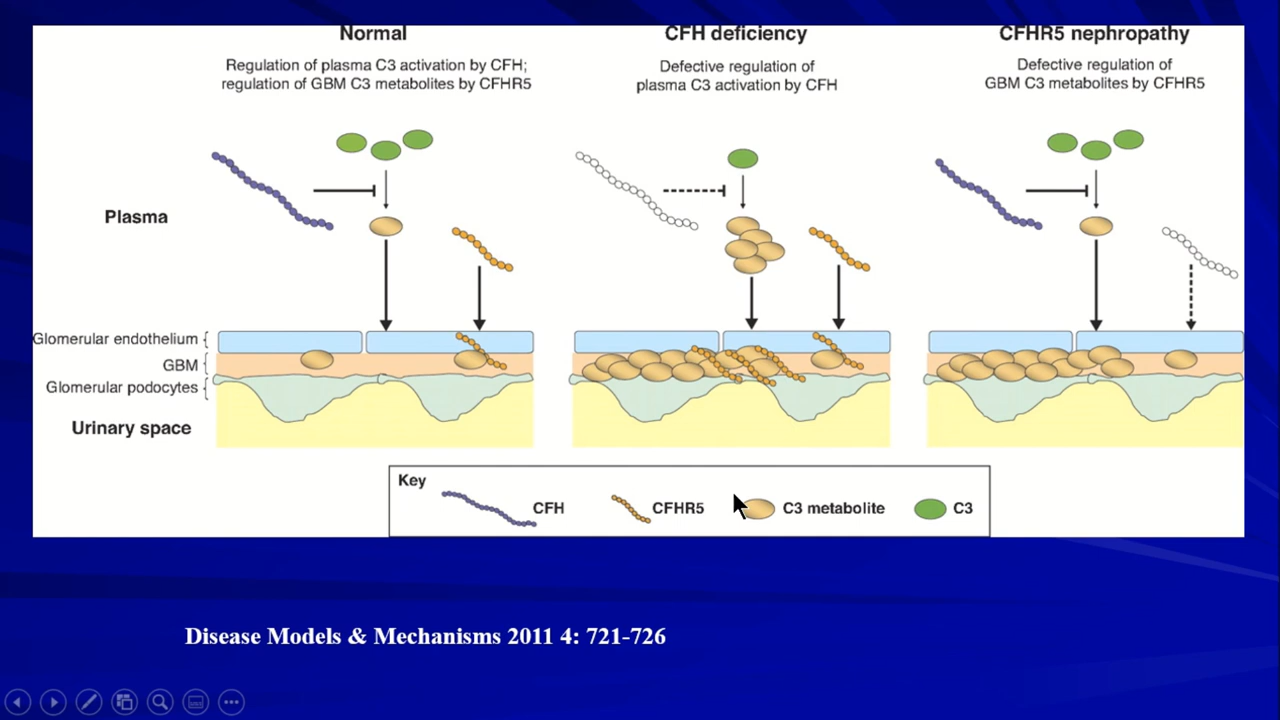 Normal
Regulation of plasma C3 activation by CFH;
regulation of GBM C3 metabolites by CFHR5
CFH deficiency
Defective regulation of
plasma C3 activation by CFH
CFHR5 nephropathy
Defective regulation of
GBM C3 metabolites by CFHR5
Plasma
Glomerular endothelium
GBM
Glomerular podocytes
Urinary space
Key
CFH
CFHR5
C3 metabolite
C3
Disease Models & Mechanisms 2011 4: 721-726